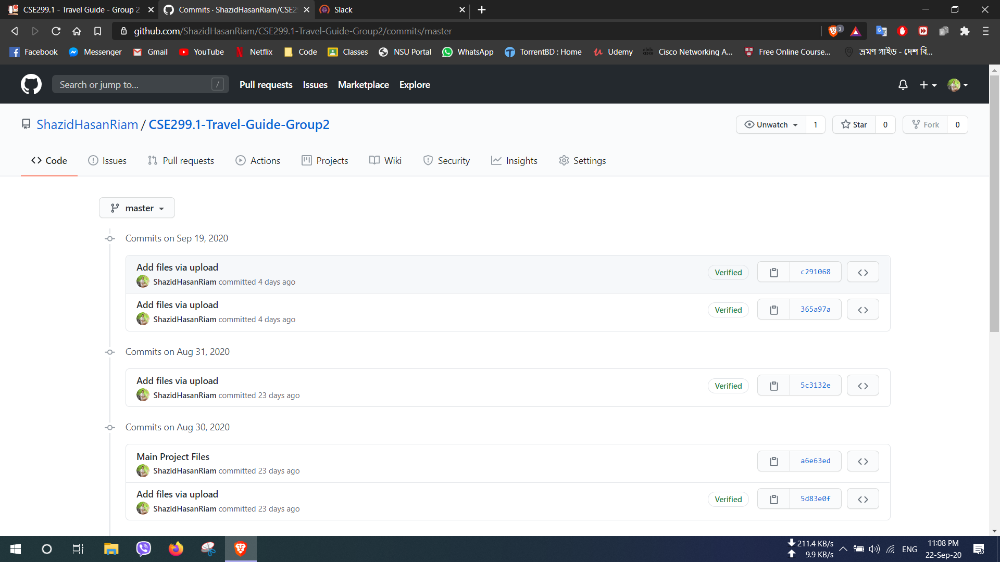 CSE299.1 - Travel Guide - Group 2
Commits · ShazidHasanRiam/CSE29
Slack
github.com/ShazidHasanRiam/CSE299.1-Travel-Guide-Group2/commits/master
3
Facebook Messenger Gmail YouTube Netflix Code Classes NSU Portal WhatsApp TorrentBD : Home Udemy Cisco Networking A... Free Online Course... ভ্রমণ গাইড - দেশ বি...
Search or jump to... /
Pull requests Issues Marketplace Explore
ShazidHasanRiam / CSE299.1-Travel-Guide-Group2
Unwatch 1 Star 0 Fork 0
Code Issues Pull requests Actions Projects Wiki Security Insights Settings
master
Commits on Sep 19, 2020
Add files via upload
ShazidHasanRiam committed 4 days ago
Verified c291068
Add files via upload
ShazidHasanRiam committed 4 days ago
Verified 365a97a
Commits on Aug 31, 2020
Add files via upload
ShazidHasanRiam committed 23 days ago
Verified 5c3132e
Commits on Aug 30, 2020
Main Project Files
ShazidHasanRiam committed 23 days ago
a6e63ed
Add files via upload
ShazidHasanRiam committed 23 days ago
Verified 5d83e0f
211.4 KB/s
9.9 KB/s
ENG
11:08 PM
22-Sep-20